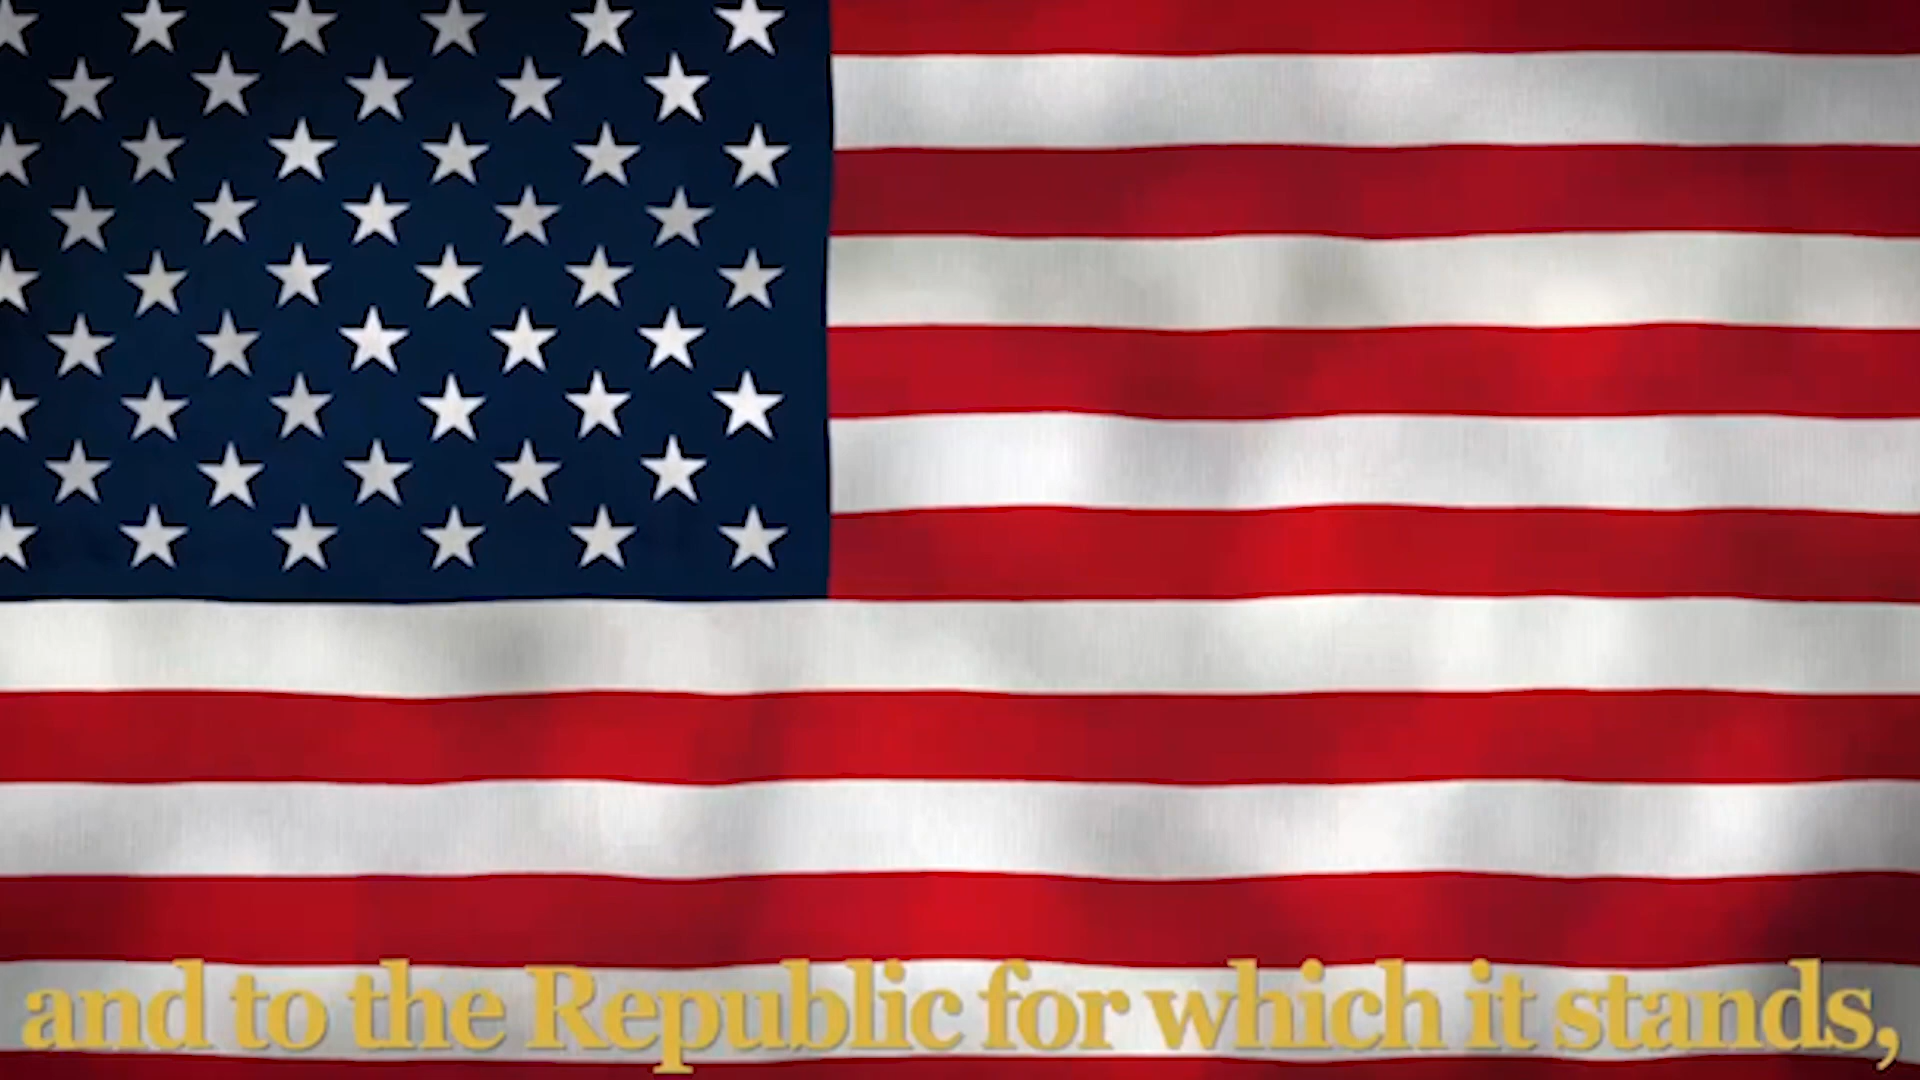 and to the Republic for which it stands,